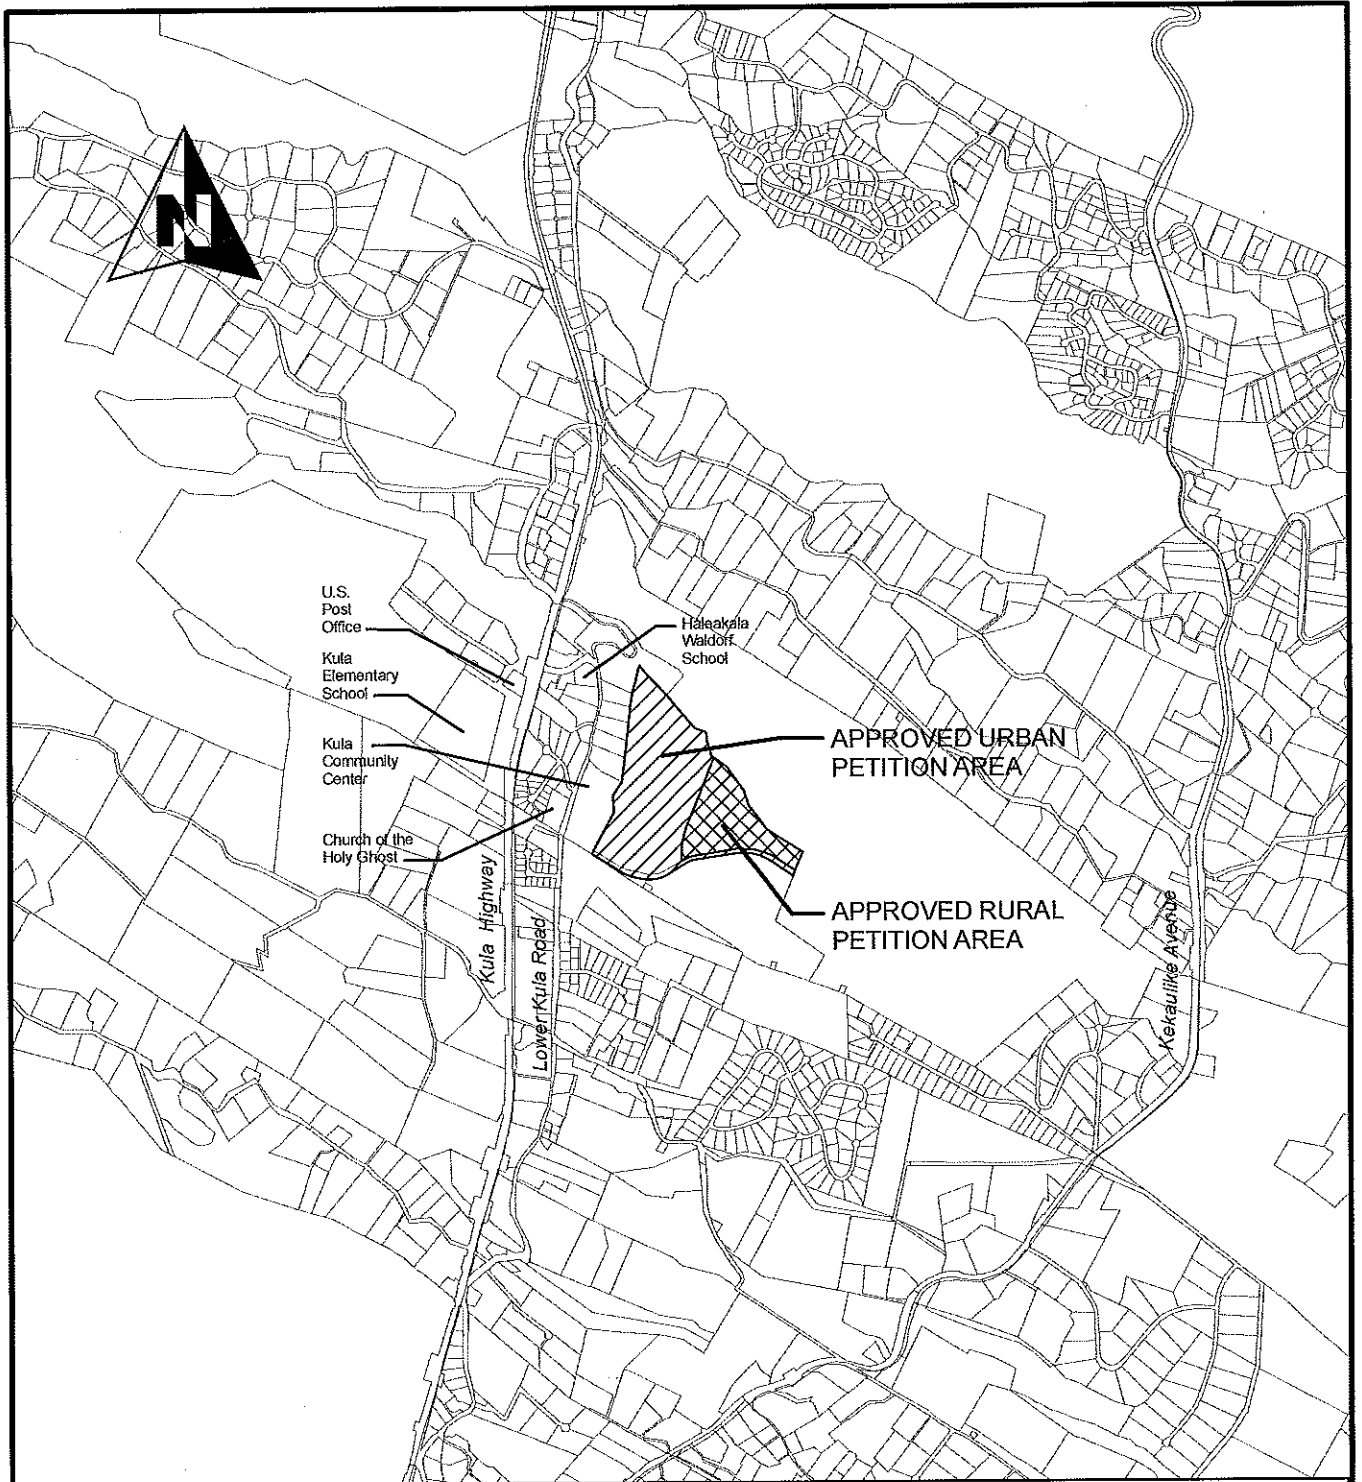 N
U.S.
Post
Office
Haleakala
Waldorf
School
Kula
Elementary
School
Kula
Community
Center
APPROVED URBAN
PETITION AREA
Church of the
Holy Ghost
Kula Highway
Lower Kula Road
APPROVED RURAL
PETITION AREA
Kekaulike Avenue